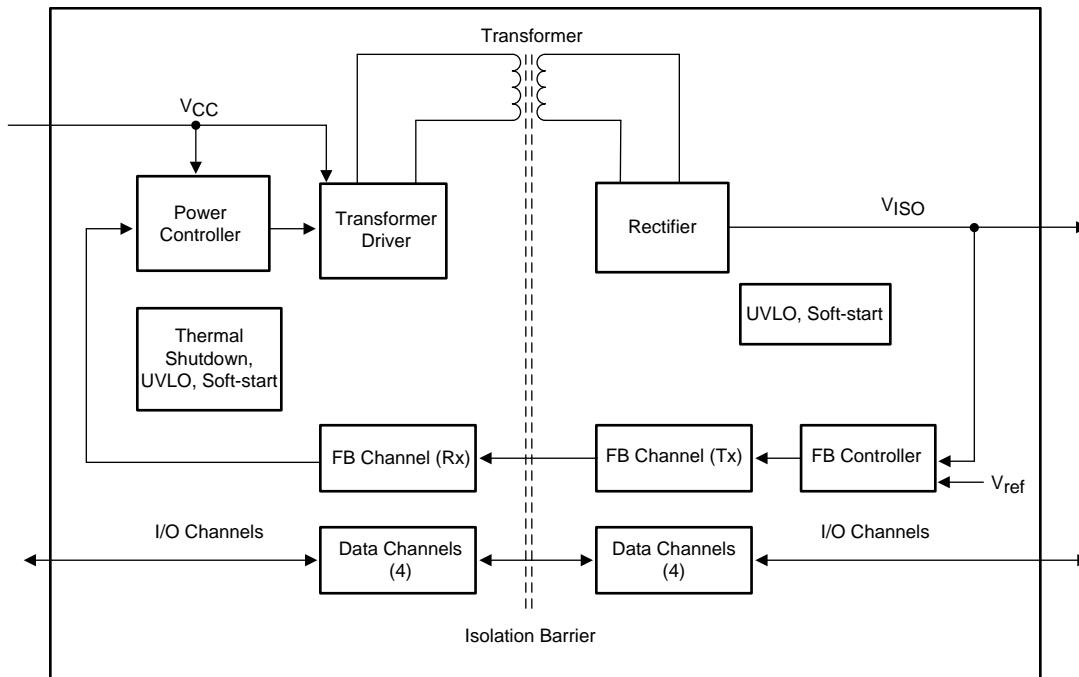 Transformer
VCC
Power
Controller
Transformer
Driver
Rectifier
VISO
Thermal
Shutdown,
UVLO, Soft-start
UVLO, Soft-start
FB Channel (Rx)
FB Channel (Tx)
FB Controller
Vref
I/O Channels
Data Channels
(4)
Data Channels
(4)
I/O Channels
Isolation Barrier